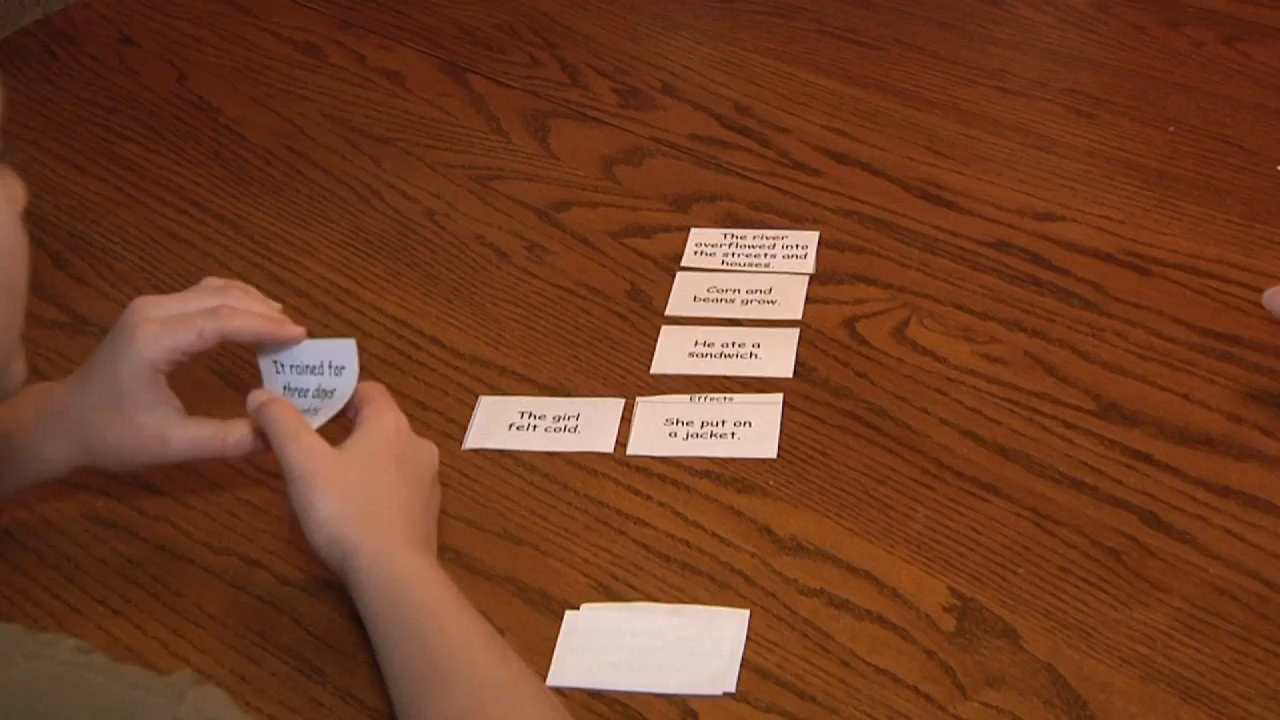 The river
overflowed into
the streets and
houses.
Corn and
beans grow.
He ate a
sandwich.
It rained for
three days
The girl
felt cold.
Effects
She put on
a jacket.